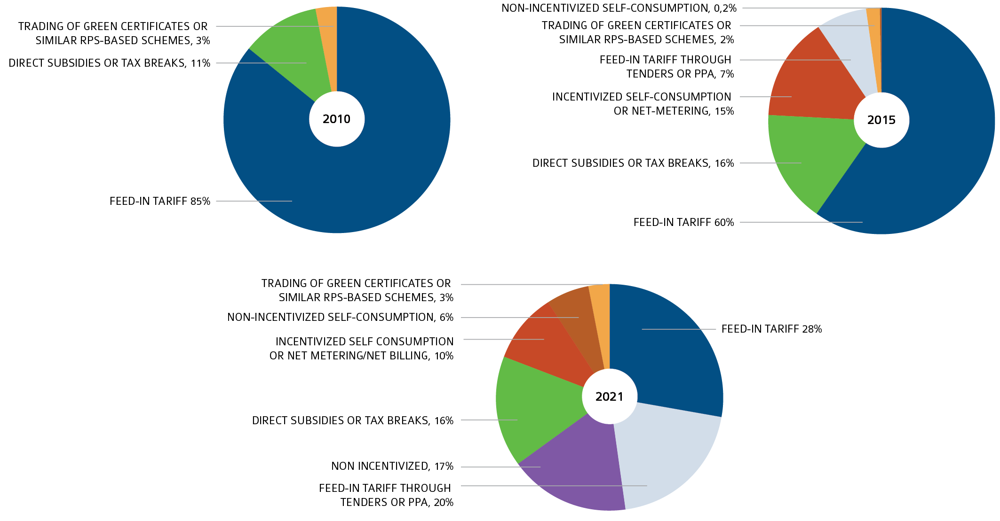 TRADING OF GREEN CERTIFICATES OR
SIMILAR RPS-BASED SCHEMES, 3%
DIRECT SUBSIDIES OR TAX BREAKS, 11%
FEED-IN TARIFF 85%
2010
NON-INCENTIVIZED SELF-CONSUMPTION, 0,2%
TRADING OF GREEN CERTIFICATES OR
SIMILAR RPS-BASED SCHEMES, 2%
FEED-IN TARIFF THROUGH
TENDERS OR PPA, 7%
INCENTIVIZED SELF-CONSUMPTION
OR NET-METERING, 15%
DIRECT SUBSIDIES OR TAX BREAKS, 16%
FEED-IN TARIFF 60%
2015
TRADING OF GREEN CERTIFICATES OR
SIMILAR RPS-BASED SCHEMES, 3%
NON-INCENTIVIZED SELF-CONSUMPTION, 6%
INCENTIVIZED SELF CONSUMPTION
OR NET METERING/NET BILLING, 10%
DIRECT SUBSIDIES OR TAX BREAKS, 16%
NON INCENTIVIZED, 17%
FEED-IN TARIFF THROUGH
TENDERS OR PPA, 20%
2021
FEED-IN TARIFF 28%